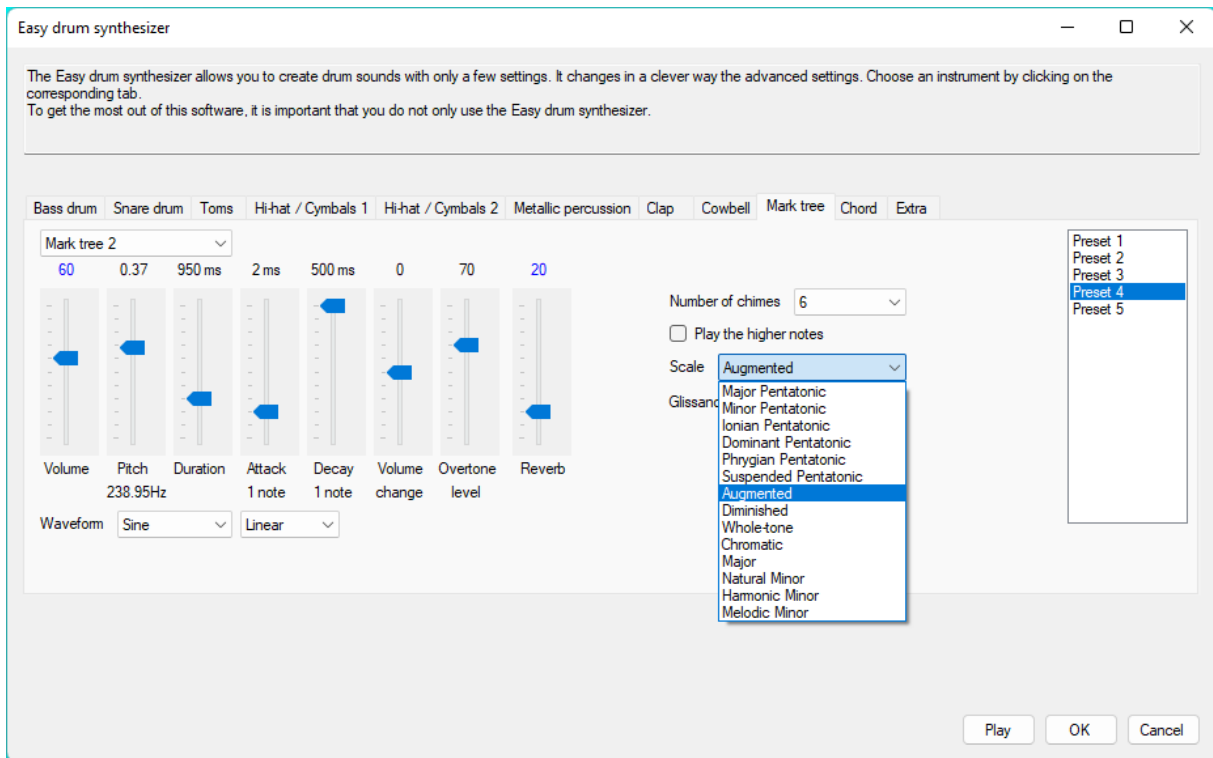 Easy drum synthesizer
The Easy drum synthesizer allows you to create drum sounds with only a few settings. It changes in a clever way the advanced settings. Choose an instrument by clicking on the
corresponding tab.
To get the most out of this software, it is important that you do not only use the Easy drum synthesizer.
Bass drum Snare drum Toms Hi-hat / Cymbals 1 Hi-hat / Cymbals 2 Metallic percussion Clap Cowbell Mark tree Chord Extra
Mark tree 2
60 0.37 950 ms 2 ms 500 ms 0 70 20
Volume Pitch Duration Attack Decay Volume Overtone Reverb
238.95Hz 1 note 1 note change level
Waveform Sine Linear
Number of chimes 6
Play the higher notes
Scale Augmented
Glissand
Major Pentatonic
Minor Pentatonic
Ionian Pentatonic
Dominant Pentatonic
Phrygian Pentatonic
Suspended Pentatonic
Augmented
Diminished
Whole-tone
Chromatic
Major
Natural Minor
Harmonic Minor
Melodic Minor
Preset 1
Preset 2
Preset 3
Preset 4
Preset 5
Play OK Cancel